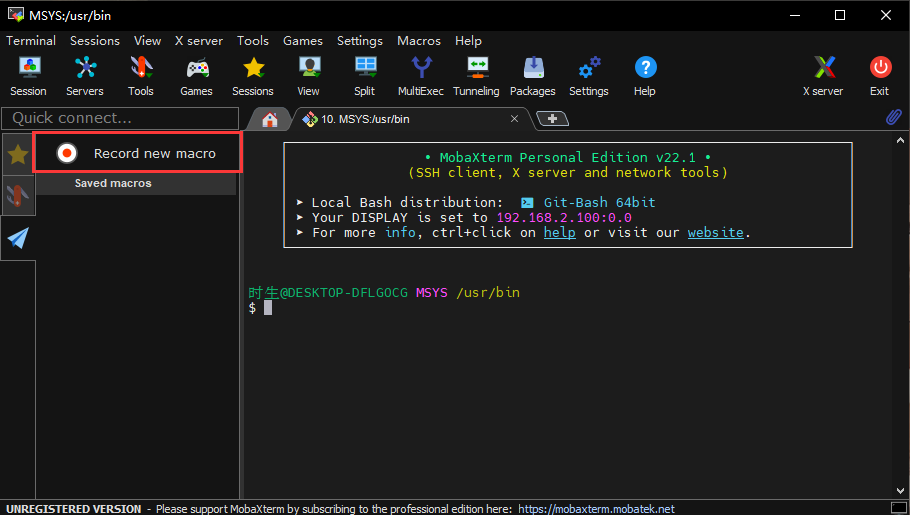 MSYS:/usr/bin
Terminal Sessions View X server Tools Games Settings Macros Help
Session Servers Tools Games Sessions View Split MultiExec Tunneling Packages Settings Help X server Exit
Quick connect...
10. MSYS:/usr/bin
Record new macro
Saved macros
• MobaXterm Personal Edition v22.1 •
(SSH client, X server and network tools)
➤ Local Bash distribution: Git-Bash 64bit
➤ Your DISPLAY is set to 192.168.2.100:0.0
➤ For more info, ctrl+click on help or visit our website.
时生@DESKTOP-DFLGOCG MSYS /usr/bin
$
UNREGISTERED VERSION - Please support MobaXterm by subscribing to the professional edition here: https://mobaxterm.mobatek.net